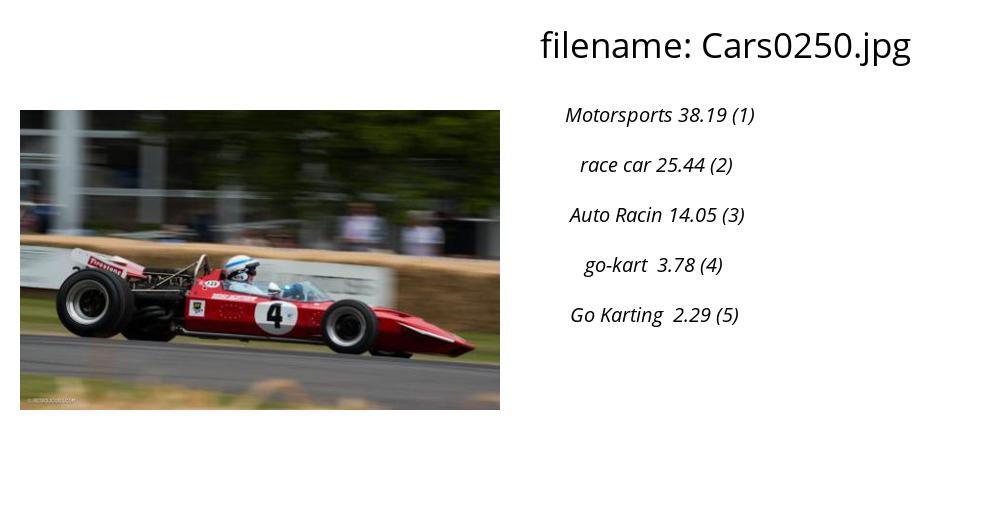 filename: Cars0250.jpg
Motorsports 38.19 (1)
race car 25.44 (2)
Auto Racin 14.05 (3)
go-kart 3.78 (4)
Go Karting 2.29 (5)
Firestone
4